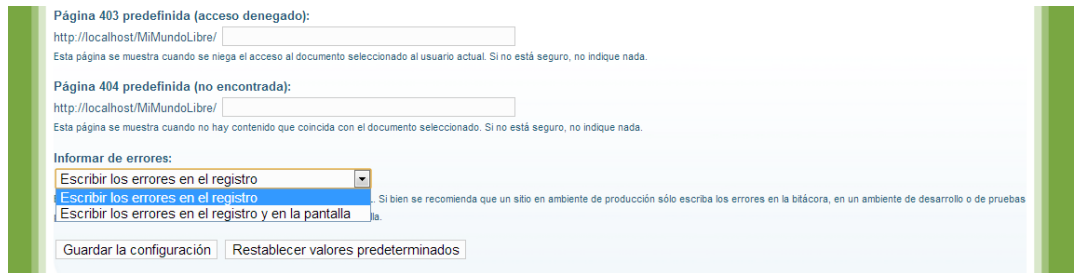 Página 403 predefinida (acceso denegado):
http://localhost/MiMundoLibre/
Esta página se muestra cuando se niega el acceso al documento seleccionado al usuario actual. Si no está seguro, no indique nada.
Página 404 predefinida (no encontrada):
http://localhost/MiMundoLibre/
Esta página se muestra cuando no hay contenido que coincida con el documento seleccionado. Si no está seguro, no indique nada.
Informar de errores:
Escribir los errores en el registro
Escribir los errores en el registro
. Si bien se recomienda que un sitio en ambiente de producción sólo escriba los errores en la bitácora, en un ambiente de desarrollo o de pruebas
Escribir los errores en el registro y en la pantalla
lla.
Guardar la configuración Restablecer valores predeterminados